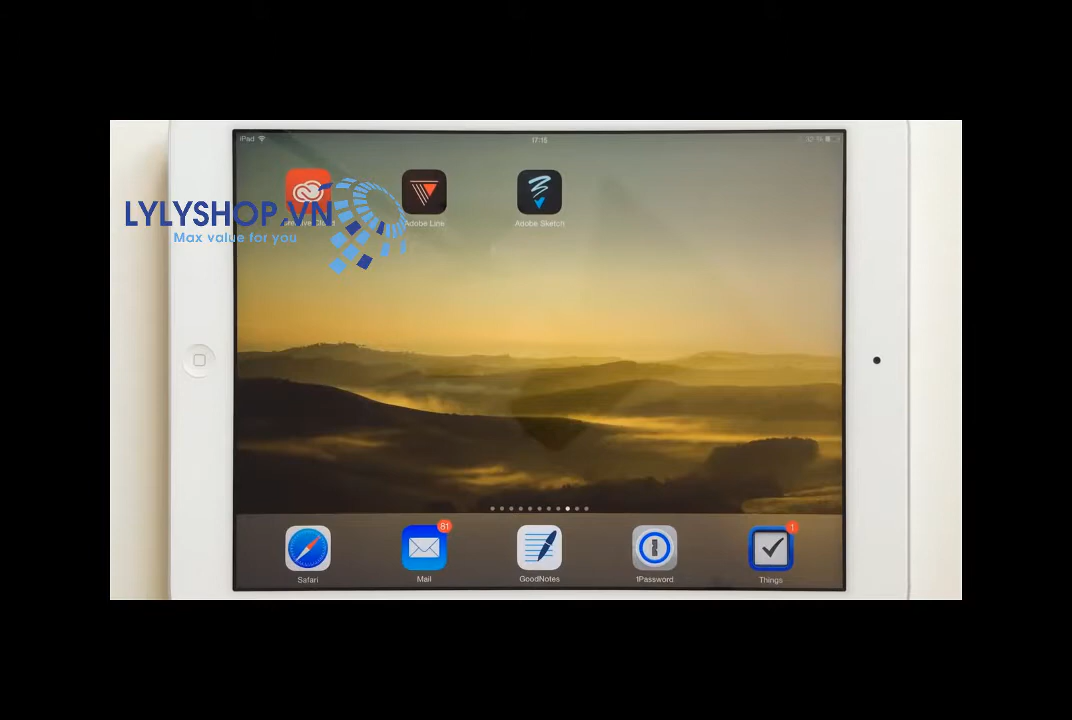 iPad
17:15
LYLYSHOP.VN
Max value for you
Adobe Line
Adobe Sketch
81
1
Safari
Mail
GoodNotes
1Password
Things